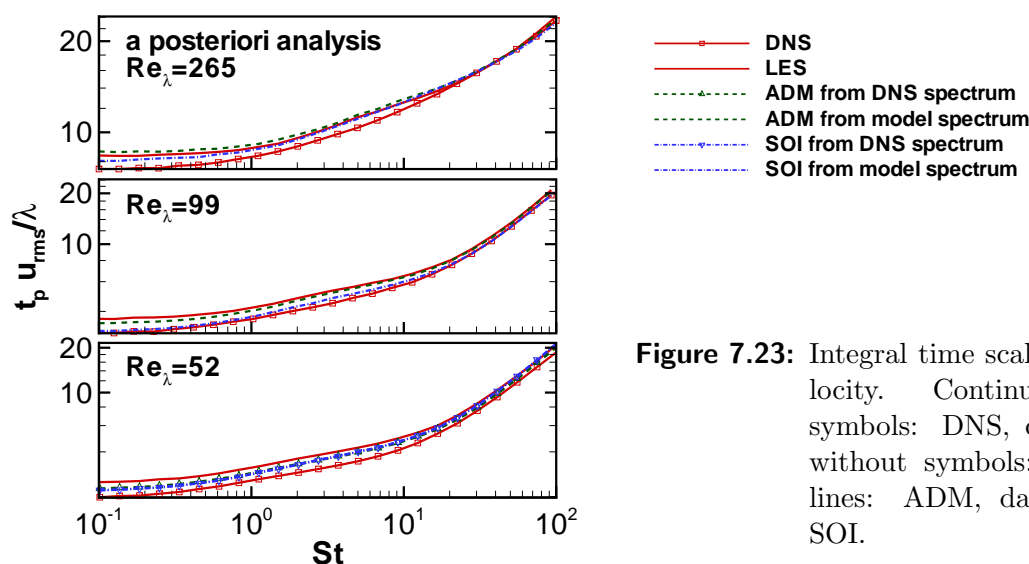 a posteriori analysis
Re_λ=265
20
10
Re_λ=99
20
10
Re_λ=52
20
10
t_p u_rms/λ
10^-1 10^0 10^1 10^2
St
DNS
LES
ADM from DNS spectrum
ADM from model spectrum
SOI from DNS spectrum
SOI from model spectrum
Figure 7.23: Integral time scal
locity. Continu
symbols: DNS,
without symbols:
lines: ADM, da
SOI.